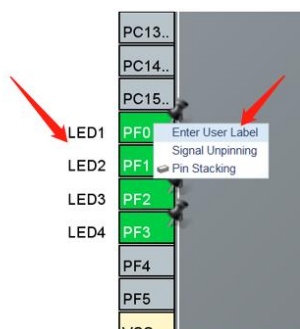 PC13..
PC14..
PC15..
LED1 PF0 Enter User Label
Signal Unpinning
LED2 PF1 Pin Stacking
LED3 PF2
LED4 PF3
PF4
PF5